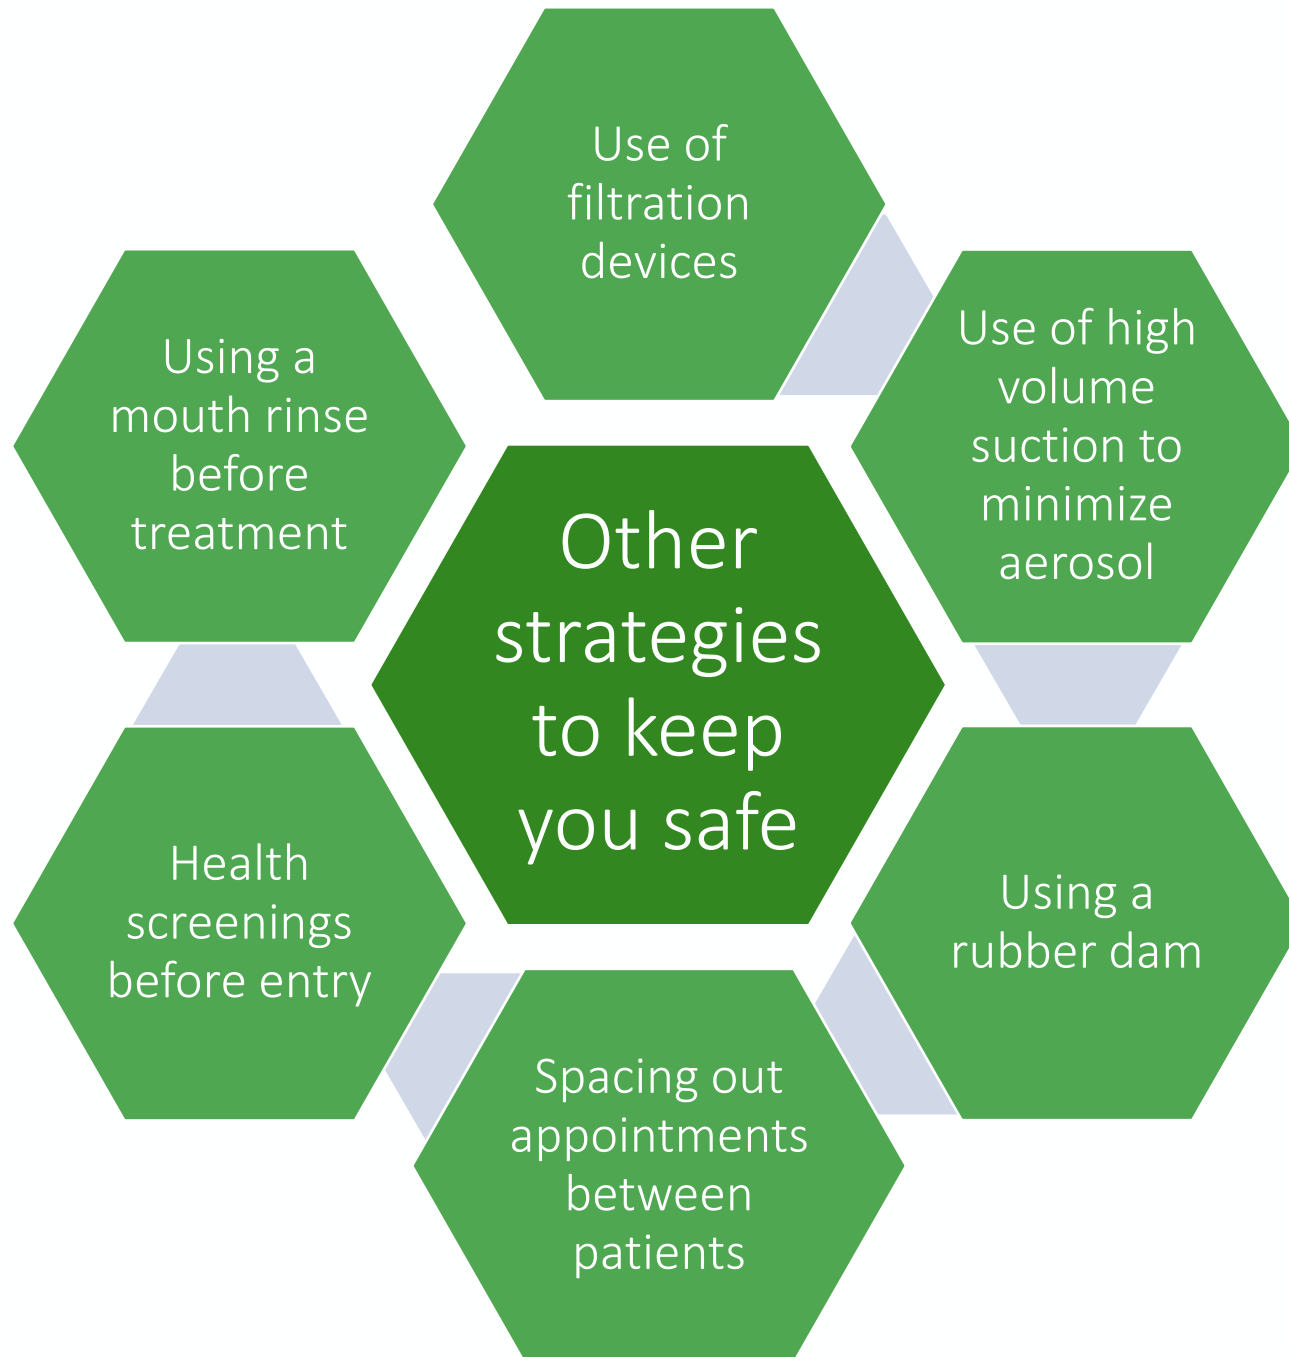 Use of
filtration
devices
Use of high
volume
suction to
minimize
aerosol
Using a
rubber dam
Spacing out
appointments
between
patients
Health
screenings
before entry
Using a
mouth rinse
before
treatment
Other
strategies
to keep
you safe